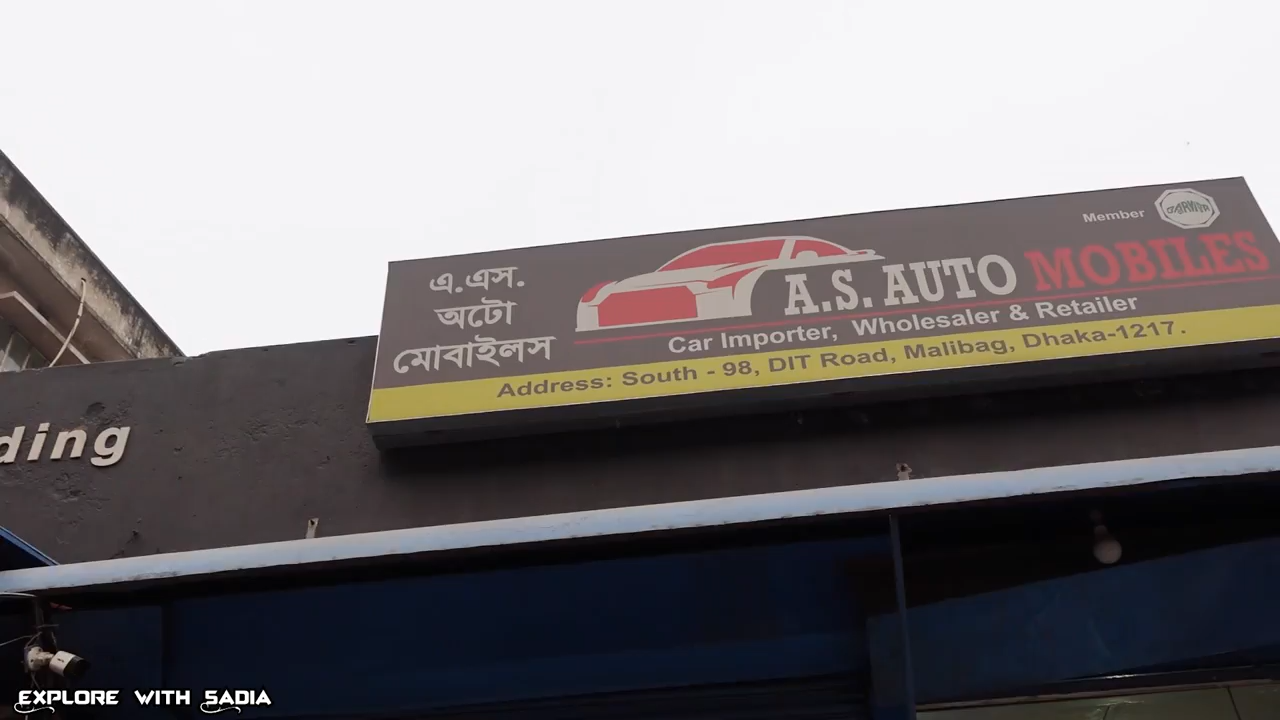 Member
এ.এস.
অটো
মোবাইলস
A.S. AUTO MOBILES
Car Importer, Wholesaler & Retailer
Address: South - 98, DIT Road, Malibag, Dhaka-1217.
ding
EXPLORE WITH SADIA